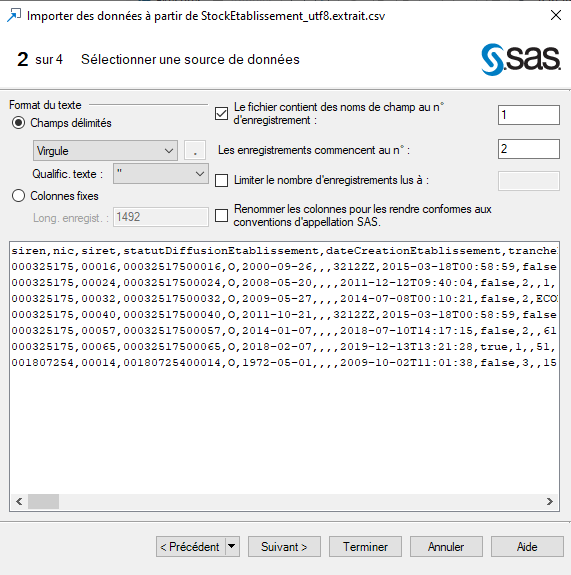 Importer des données à partir de StockEtablissement_utf8.extrait.csv
2 sur 4 Sélectionner une source de données
sas
Format du texte
Champs délimités
Virgule
.
Qualific. texte : "
Colonnes fixes
Long. enregist. : 1492
Le fichier contient des noms de champ au n°
d'enregistrement :
1
Les enregistrements commencent au n° :
2
Limiter le nombre d'enregistrements lus à :
Renommer les colonnes pour les rendre conformes aux
conventions d'appellation SAS.
siren,nic,siret,statutDiffusionEtablissement,dateCreationEtablissement,tranche
000325175,00016,00032517500016,O,2000-09-26,,,3212ZZ,2015-03-18T00:58:59,false
000325175,00024,00032517500024,O,2008-05-20,,,,2011-12-12T09:40:04,false,2,,1,
000325175,00032,00032517500032,O,2009-05-27,,,,2014-07-08T00:10:21,false,2,ECO
000325175,00040,00032517500040,O,2011-10-21,,,3212ZZ,2015-03-18T00:58:59,false
000325175,00057,00032517500057,O,2014-01-07,,,,2018-07-10T14:17:15,false,2,,61
000325175,00065,00032517500065,O,2018-02-07,,,,2019-12-13T13:21:28,true,1,,51,
001807254,00014,00180725400014,O,1972-05-01,,,,2009-10-02T11:01:38,false,3,,15
< Précédent
Suivant >
Terminer
Annuler
Aide